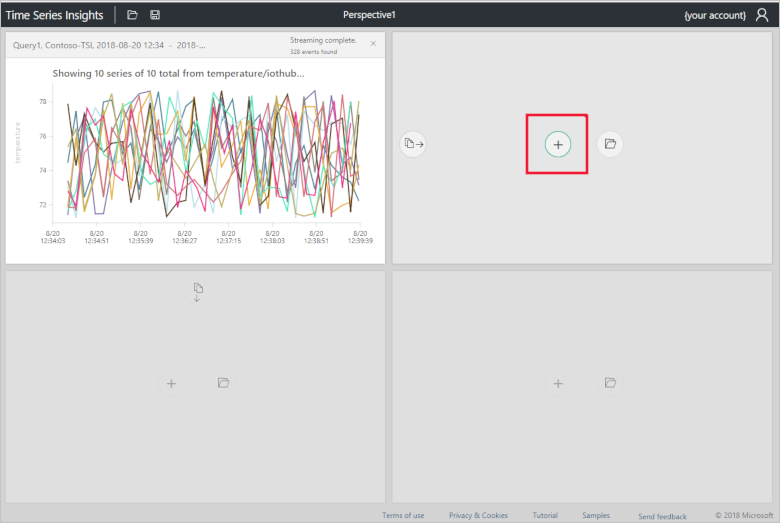 Time Series Insights
Perspective1
{your account}
Query1, Contoso-TSI, 2018-08-20 12:34 - 2018-...
Streaming complete.
328 events found
Showing 10 series of 10 total from temperature/iothub...
temperature
78
76
74
72
8/20 8/20 8/20 8/20 8/20 8/20 8/20 8/20
12:34:03 12:34:51 12:35:39 12:36:27 12:37:15 12:38:03 12:38:51 12:39:39
Terms of use Privacy & Cookies Tutorial Samples Send feedback © 2018 Microsoft